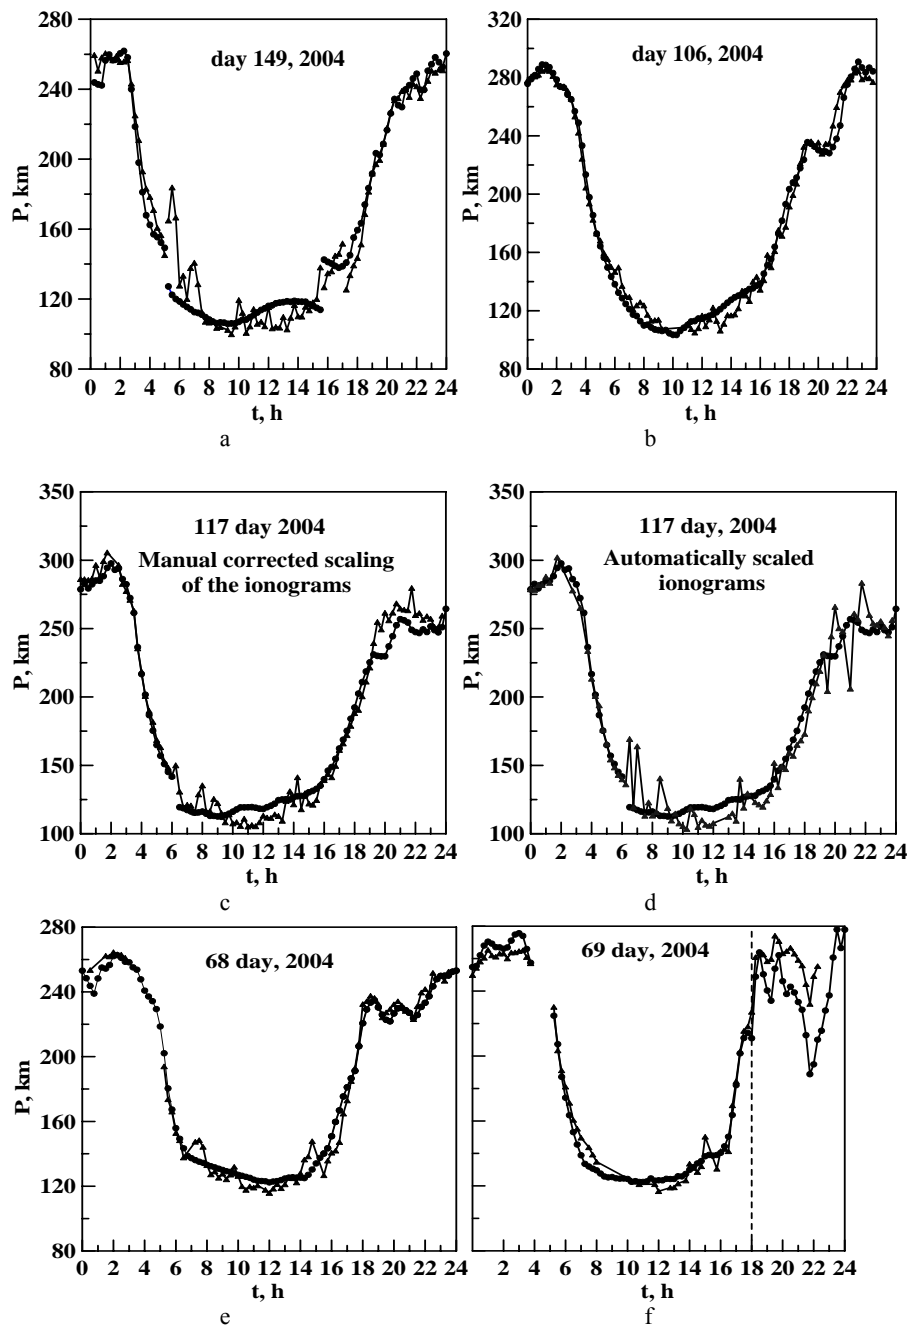 280
240
200
160
120
80
P, km
day 149, 2004
0 2 4 6 8 10 12 14 16 18 20 22 24
t, h
a
320
280
240
200
160
120
80
P, km
day 106, 2004
0 2 4 6 8 10 12 14 16 18 20 22 24
t, h
b
350
300
250
200
150
100
P, km
117 day 2004
Manual corrected scaling
of the ionograms
0 2 4 6 8 10 12 14 16 18 20 22 24
t, h
c
350
300
250
200
150
100
P, km
117 day, 2004
Automatically scaled
ionograms
0 2 4 6 8 10 12 14 16 18 20 22 24
t, h
d
280
240
200
160
120
80
P, km
68 day, 2004
0 2 4 6 8 10 12 14 16 18 20 22 24
t, h
e
69 day, 2004
0 4 6 8 10 12 14 16 18 20 22 24
t, h
f